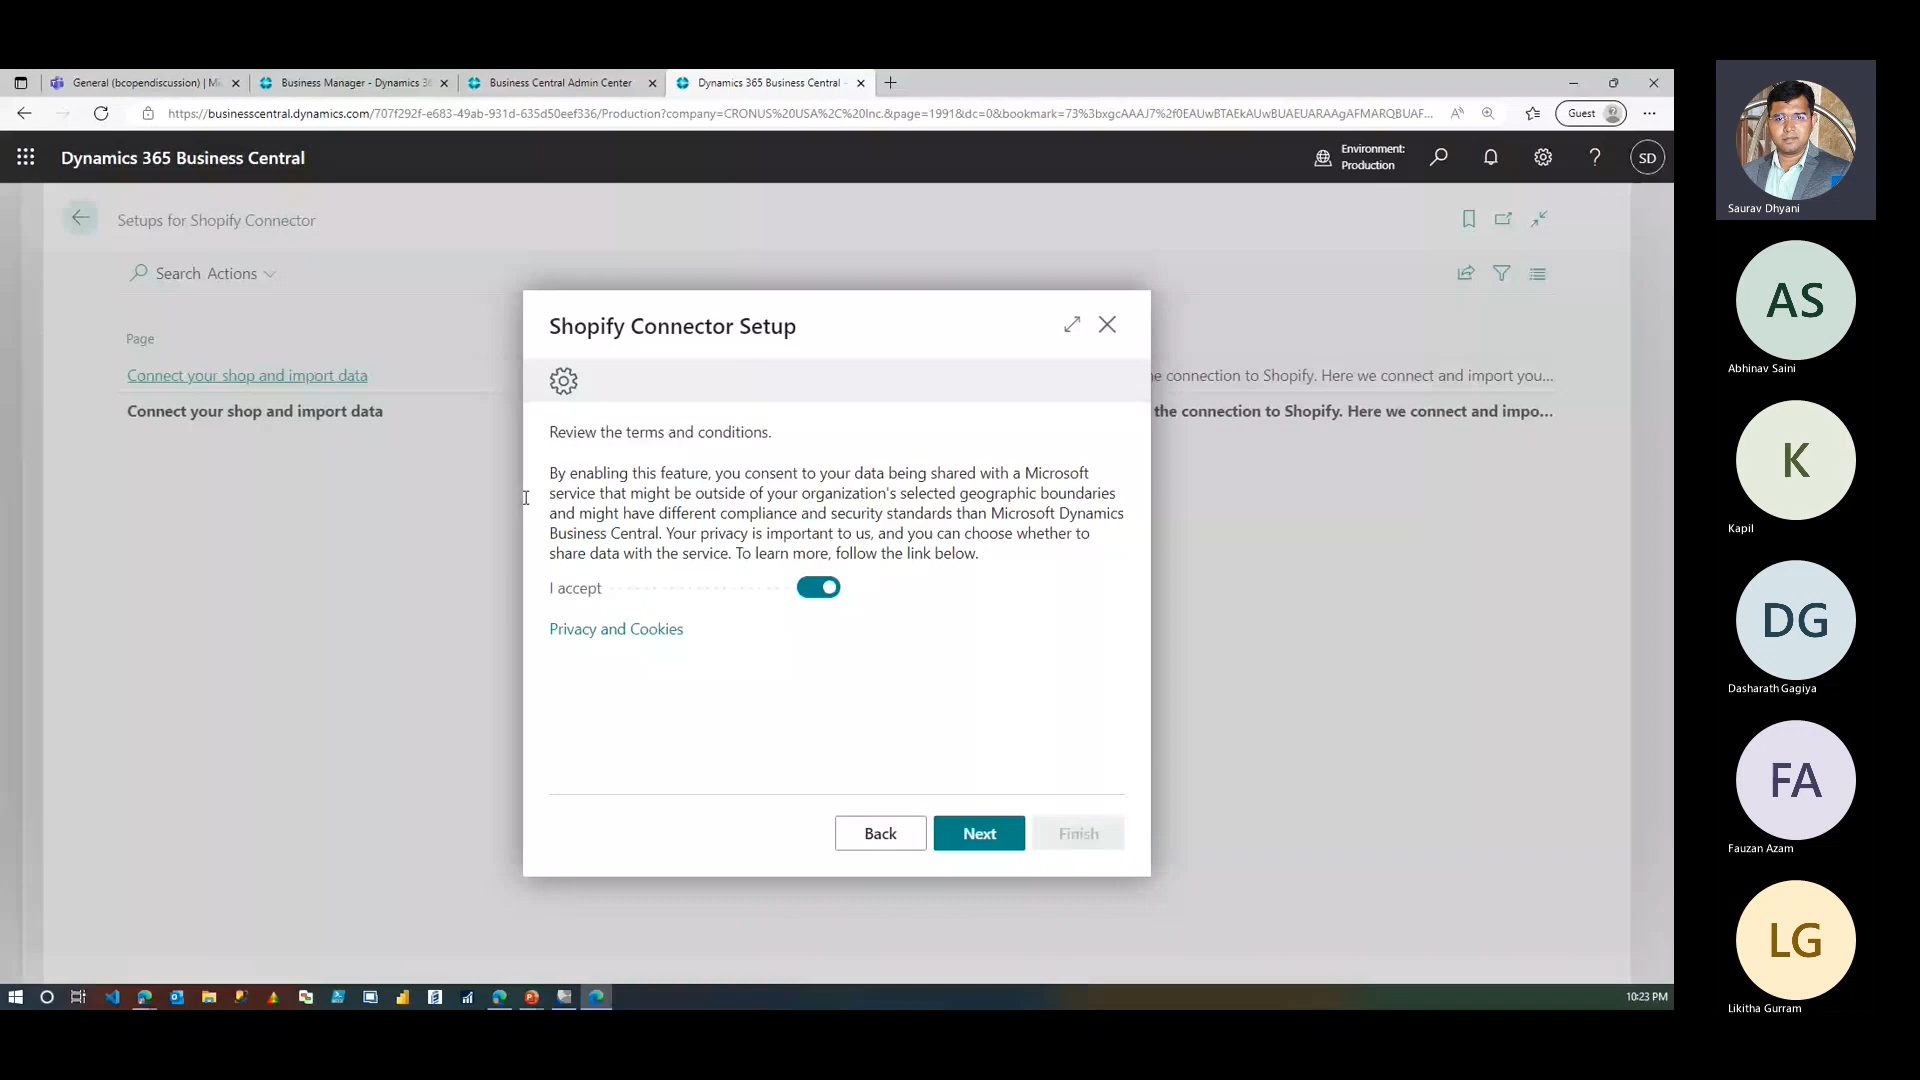 General (bcopendiscussion) | Mi
Business Manager - Dynamics 36
Business Central Admin Center
Dynamics 365 Business Central -
https://businesscentral.dynamics.com/707f292f-e683-49ab-931d-635d50eef336/Production?company=CRONUS%20USA%2C%20Inc.&page=1991&dc=0&bookmark=73%3bxgcAAAJ7%2f0EAUwBTAEkAUwBUAEUARAAgAFMARQBUAF...
Guest
Dynamics 365 Business Central
Environment:
Production
SD
Setups for Shopify Connector
Search Actions
Page
Connect your shop and import data
e connection to Shopify. Here we connect and import you...
Connect your shop and import data
the connection to Shopify. Here we connect and impo...
Shopify Connector Setup
Review the terms and conditions.
By enabling this feature, you consent to your data being shared with a Microsoft
service that might be outside of your organization's selected geographic boundaries
and might have different compliance and security standards than Microsoft Dynamics
Business Central. Your privacy is important to us, and you can choose whether to
share data with the service. To learn more, follow the link below.
I accept
Privacy and Cookies
Back
Next
Finish
10:23 PM
Saurav Dhyani
AS
Abhinav Saini
K
Kapil
DG
Dasharath Gagiya
FA
Fauzan Azam
LG
Likitha Gurram